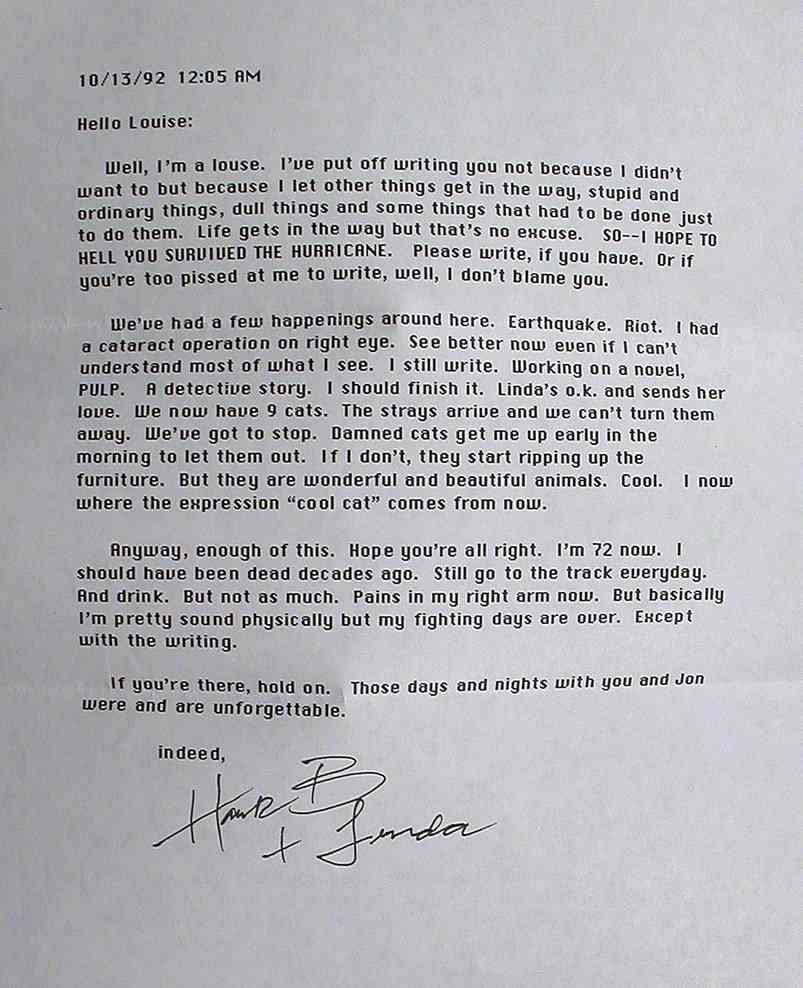 10/13/92 12:05 AM
Hello Louise:
Well, I'm a louse. I've put off writing you not because I didn't
want to but because I let other things get in the way, stupid and
ordinary things, dull things and some things that had to be done just
to do them. Life gets in the way but that's no excuse. SO--I HOPE TO
HELL YOU SURVIVED THE HURRICANE. Please write, if you have. Or if
you're too pissed at me to write, well, I don't blame you.
We've had a few happenings around here. Earthquake. Riot. I had
a cataract operation on right eye. See better now even if I can't
understand most of what I see. I still write. Working on a novel,
PULP. A detective story. I should finish it. Linda's o.k. and sends her
love. We now have 9 cats. The strays arrive and we can't turn them
away. We've got to stop. Damned cats get me up early in the
morning to let them out. If I don't, they start ripping up the
furniture. But they are wonderful and beautiful animals. Cool. I now
where the expression "cool cat" comes from now.
Anyway, enough of this. Hope you're all right. I'm 72 now. I
should have been dead decades ago. Still go to the track everyday.
And drink. But not as much. Pains in my right arm now. But basically
I'm pretty sound physically but my fighting days are over. Except
with the writing.
If you're there, hold on. Those days and nights with you and Jon
were and are unforgettable.
indeed,
Hank B
+ Linda